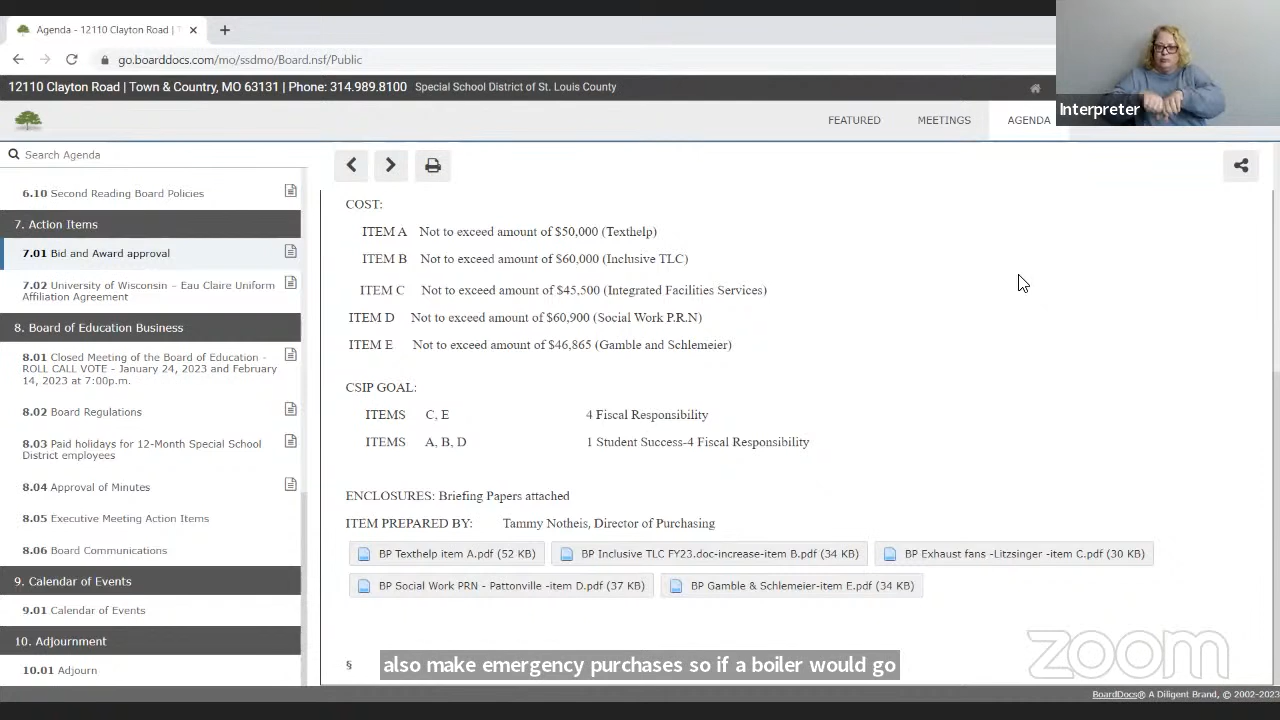 Agenda - 12110 Clayton Road |
go.boarddocs.com/mo/ssdmo/Board.nsf/Public
12110 Clayton Road | Town & Country, MO 63131 | Phone: 314.989.8100 Special School District of St. Louis County
Interpreter
FEATURED MEETINGS AGENDA
Search Agenda
6.10 Second Reading Board Policies
7. Action Items
7.01 Bid and Award approval
7.02 University of Wisconsin – Eau Claire Uniform
Affiliation Agreement
8. Board of Education Business
8.01 Closed Meeting of the Board of Education -
ROLL CALL VOTE - January 24, 2023 and February
14, 2023 at 7:00p.m.
8.02 Board Regulations
8.03 Paid holidays for 12-Month Special School
District employees
8.04 Approval of Minutes
8.05 Executive Meeting Action Items
8.06 Board Communications
9. Calendar of Events
9.01 Calendar of Events
10. Adjournment
10.01 Adjourn
COST:
ITEM A Not to exceed amount of $50,000 (Texthelp)
ITEM B Not to exceed amount of $60,000 (Inclusive TLC)
ITEM C Not to exceed amount of $45,500 (Integrated Facilities Services)
ITEM D Not to exceed amount of $60,900 (Social Work P.R.N)
ITEM E Not to exceed amount of $46,865 (Gamble and Schlemeier)
CSIP GOAL:
ITEMS C, E 4 Fiscal Responsibility
ITEMS A, B, D 1 Student Success-4 Fiscal Responsibility
ENCLOSURES: Briefing Papers attached
ITEM PREPARED BY: Tammy Notheis, Director of Purchasing
BP Texthelp item A.pdf (52 KB) BP Inclusive TLC FY23.doc-increase-item B.pdf (34 KB) BP Exhaust fans -Litzsinger -item C.pdf (30 KB)
BP Social Work PRN - Pattonville -item D.pdf (37 KB) BP Gamble & Schlemeier-item E.pdf (34 KB)
§
also make emergency purchases so if a boiler would go
zoom
BoardDocs® A Diligent Brand, © 2002-2023